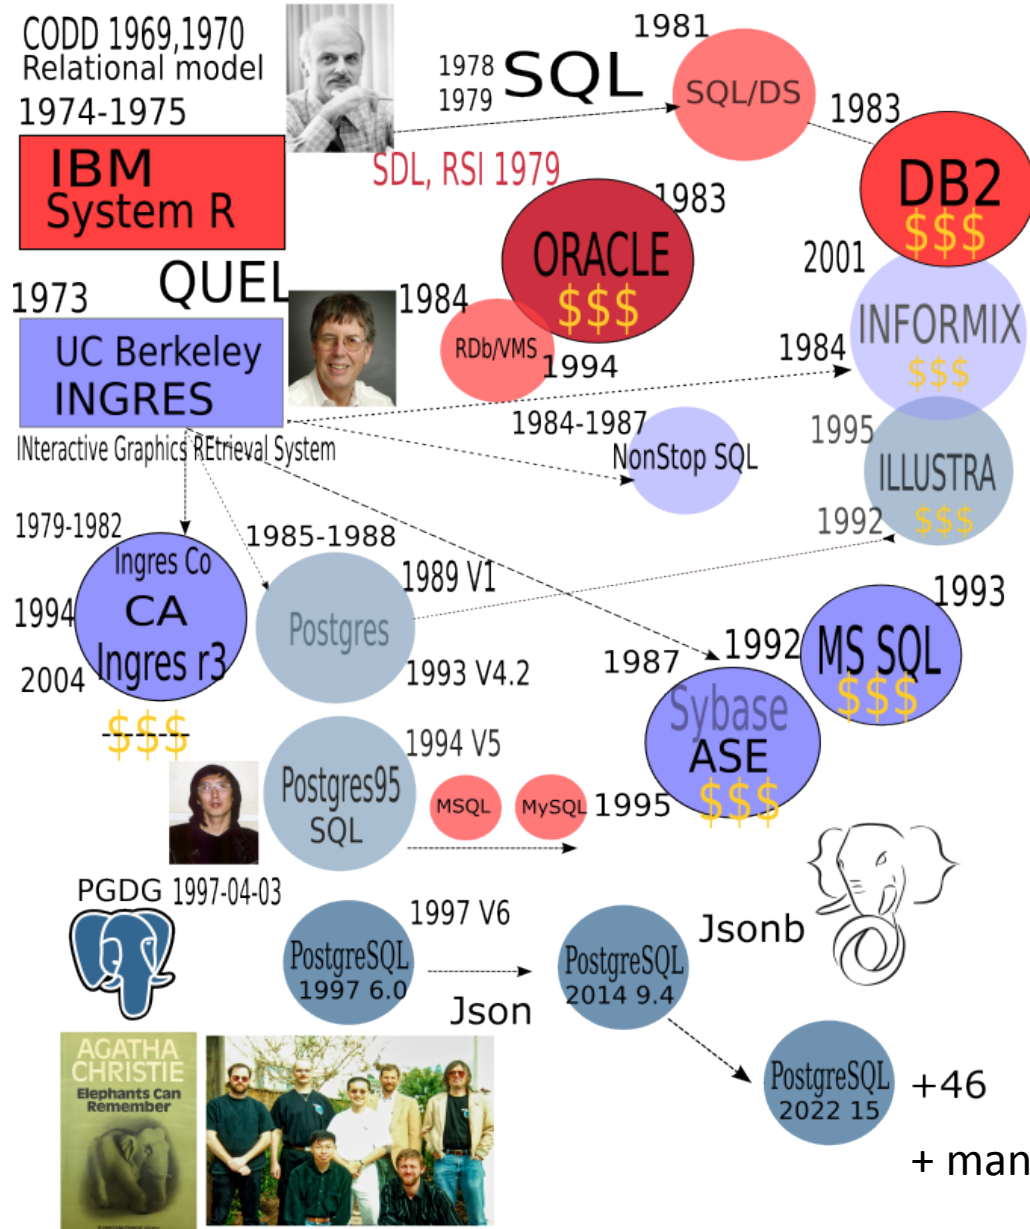 CODD 1969,1970
Relational model
1974-1975
IBM
System R
1978
1979
SQL
1981
SQL/DS
1983
DB2
$$$
SDL, RSI 1979
1983
ORACLE
$$$
2001
INFORMIX
$$$
QUEL
1973
UC Berkeley
INGRES
INteractive Graphics REtrieval System
1984
RDb/VMS
1994
1984
1984-1987
NonStop SQL
1995
ILLUSTRA
$$$
1992
1979-1982
Ingres Co
1994
CA
Ingres r3
2004
$$$
1985-1988
1989 V1
Postgres
1993 V4.2
1993
1992
MS SQL
$$$
1987
Sybase
ASE
$$$
1994 V5
Postgres95
SQL
MSQL
MySQL
1995
PGDG 1997-04-03
1997 V6
PostgreSQL
1997 6.0
Json
PostgreSQL
2014 9.4
Jsonb
PostgreSQL
2022 15
+46
+ man
AGATHA
CHRISTIE
Elephants Can
Remember